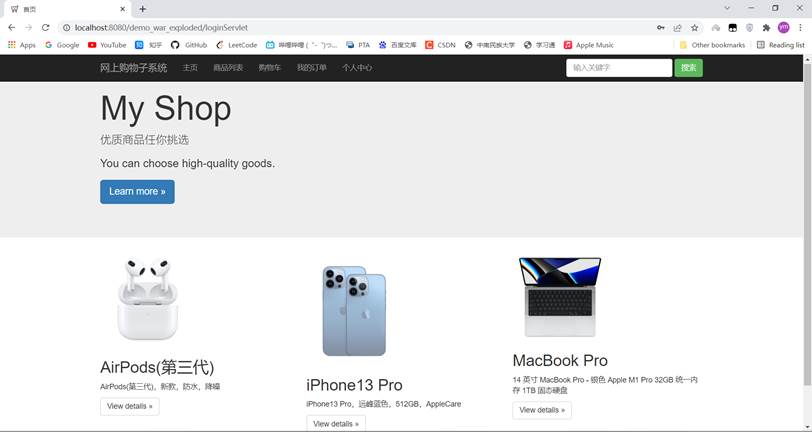 首页
localhost:8080/demo_war_exploded/loginServlet
Apps Google YouTube 知乎 GitHub LeetCode 哔哩哔哩 ( ゜- ゜)つ... PTA 百度文库 CSDN 中南民族大学 学习通 Apple Music Other bookmarks Reading list
网上购物子系统 主页 商品列表 购物车 我的订单 个人中心 输入关键字 搜索
My Shop
优质商品任你挑选
You can choose high-quality goods.
Learn more »
AirPods(第三代)
AirPods(第三代)，新款，防水，降噪
View details »
iPhone13 Pro
iPhone13 Pro，远峰蓝色，512GB，AppleCare
View details »
MacBook Pro
14 英寸 MacBook Pro - 银色 Apple M1 Pro 32GB 统一内
存 1TB 固态硬盘
View details »